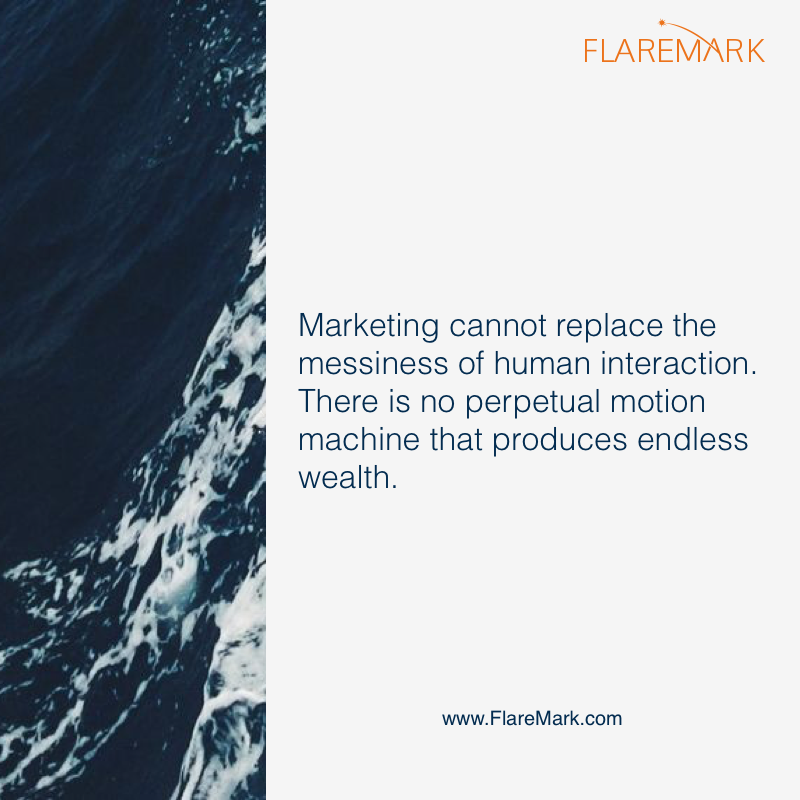 FLAREMARK
Marketing cannot replace the
messiness of human interaction.
There is no perpetual motion
machine that produces endless
wealth.
www.FlareMark.com